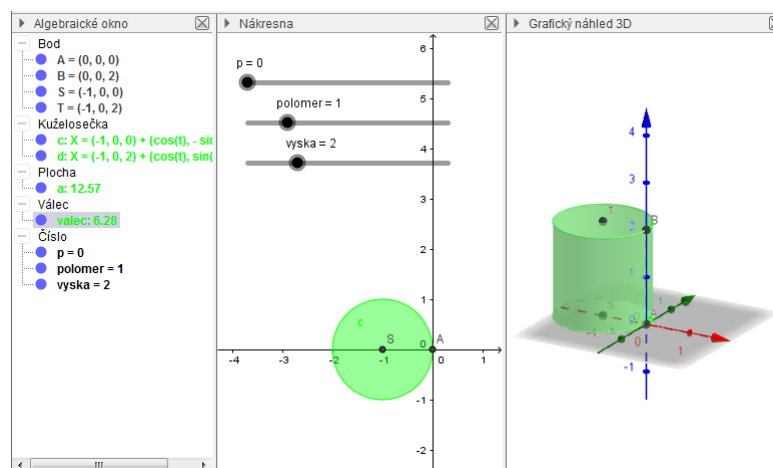 Algebraické okno
Bod
A = (0, 0, 0)
B = (0, 0, 2)
S = (-1, 0, 0)
T = (-1, 0, 2)
Kuželosečka
c: X = (-1, 0, 0) + (cos(t), - si
d: X = (-1, 0, 2) + (cos(t), sin(
Plocha
a: 12.57
Válec
valec: 6.28
Číslo
p = 0
polomer = 1
vyska = 2
Nákresna
p = 0
polomer = 1
vyska = 2
6
5
4
3
2
1
0
-1
-2
-4 -3 -2 -1 0 1
c
S
A
Grafický náhled 3D
4
3
2
1
0
-1
T
B
S
A
-1
0
1